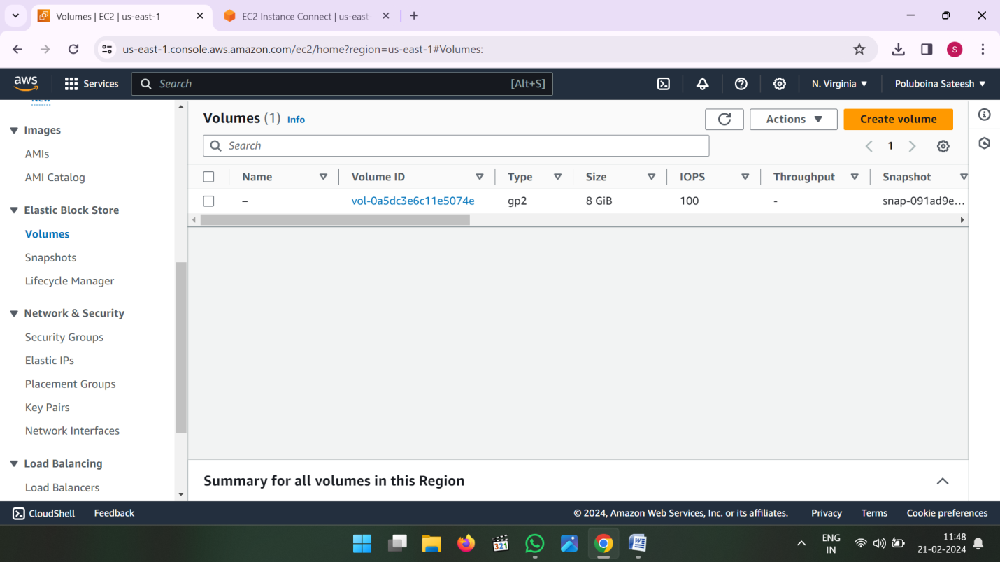 Volumes | EC2 | us-east-1
EC2 Instance Connect | us-east-
us-east-1.console.aws.amazon.com/ec2/home?region=us-east-1#Volumes:
S
aws
Services
Search
[Alt+S]
N. Virginia
Poluboina Sateesh
New
Images
AMIs
AMI Catalog
Elastic Block Store
Volumes
Snapshots
Lifecycle Manager
Network & Security
Security Groups
Elastic IPs
Placement Groups
Key Pairs
Network Interfaces
Load Balancing
Load Balancers
Volumes (1) Info
Actions
Create volume
Search
1
Name Volume ID Type Size IOPS Throughput Snapshot
– vol-0a5dc3e6c11e5074e gp2 8 GiB 100 - snap-091ad9e...
Summary for all volumes in this Region
CloudShell Feedback © 2024, Amazon Web Services, Inc. or its affiliates. Privacy Terms Cookie preferences
321
W
ENG
IN
11:48
21-02-2024